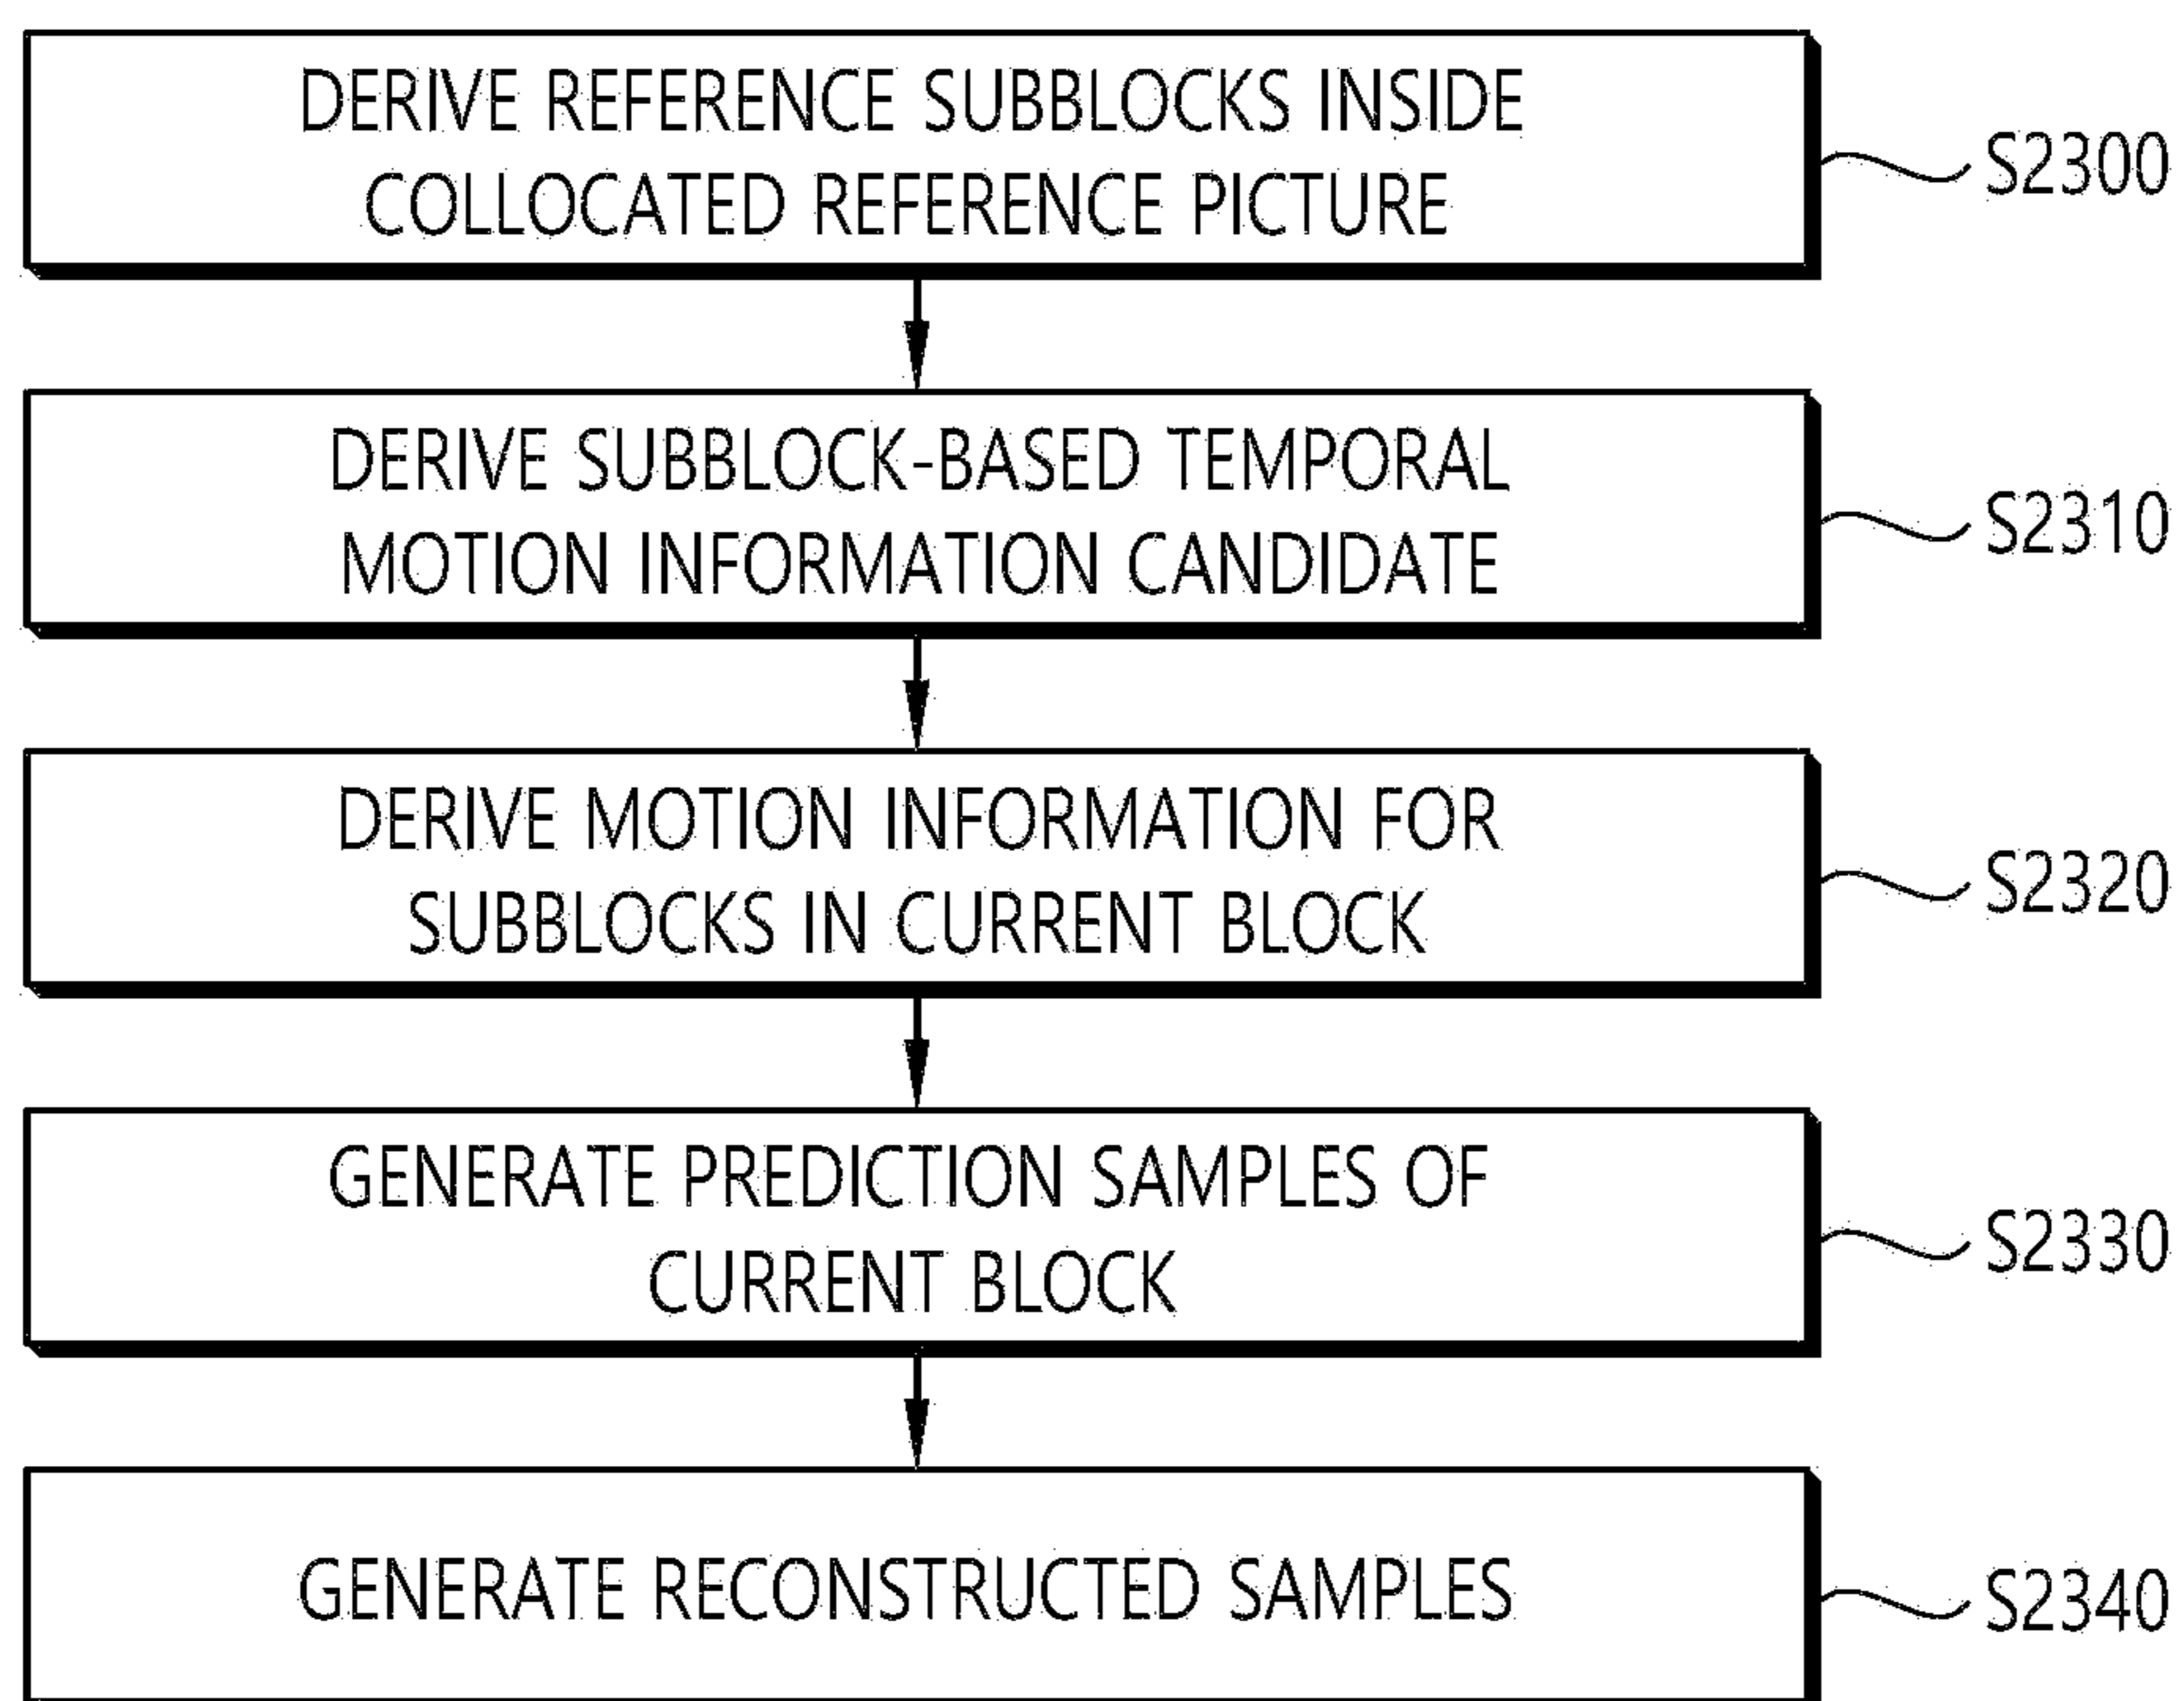 DERIVE REFERENCE SUBBLOCKS INSIDE
COLLOCATED REFERENCE PICTURE
S2300
DERIVE SUBBLOCK-BASED TEMPORAL
MOTION INFORMATION CANDIDATE
S2310
DERIVE MOTION INFORMATION FOR
SUBBLOCKS IN CURRENT BLOCK
S2320
GENERATE PREDICTION SAMPLES OF
CURRENT BLOCK
S2330
GENERATE RECONSTRUCTED SAMPLES
S2340